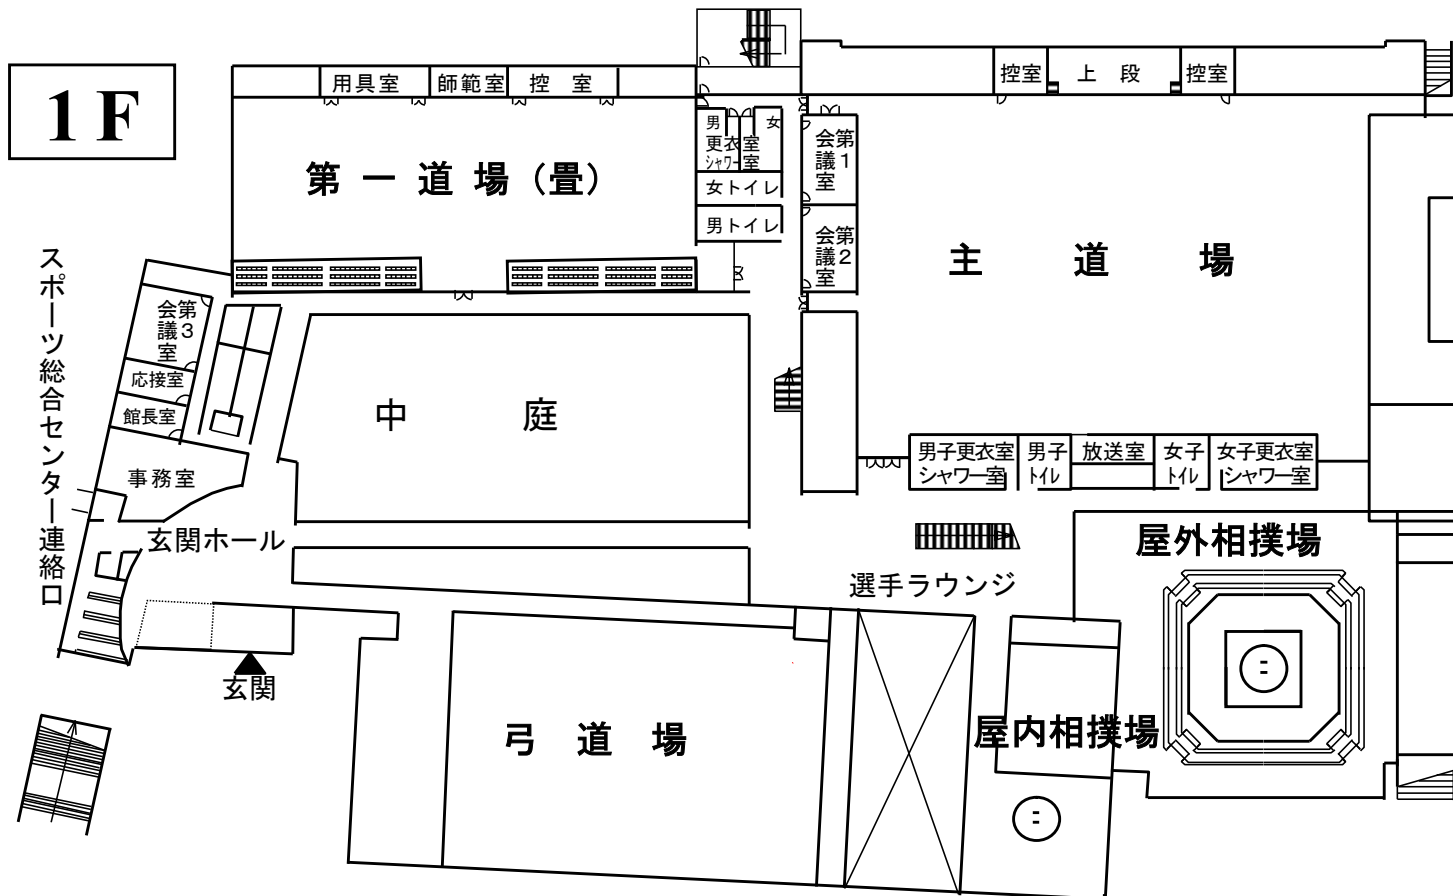 1 F
用具室
師範室
控 室
控室
上 段
控室
男
女
更衣室
シャワー室
女トイレ
男トイレ
第 一 道 場（畳）
第1
会議室
第2
会議室
主 道 場
スポーツ総合センター連絡口
第3
会議室
応接室
館長室
事務室
中 庭
男子更衣室
シャワー室
男子
トイレ
放送室
女子
トイレ
女子更衣室
シャワー室
玄関ホール
選手ラウンジ
屋外相撲場
玄関
弓 道 場
屋内相撲場